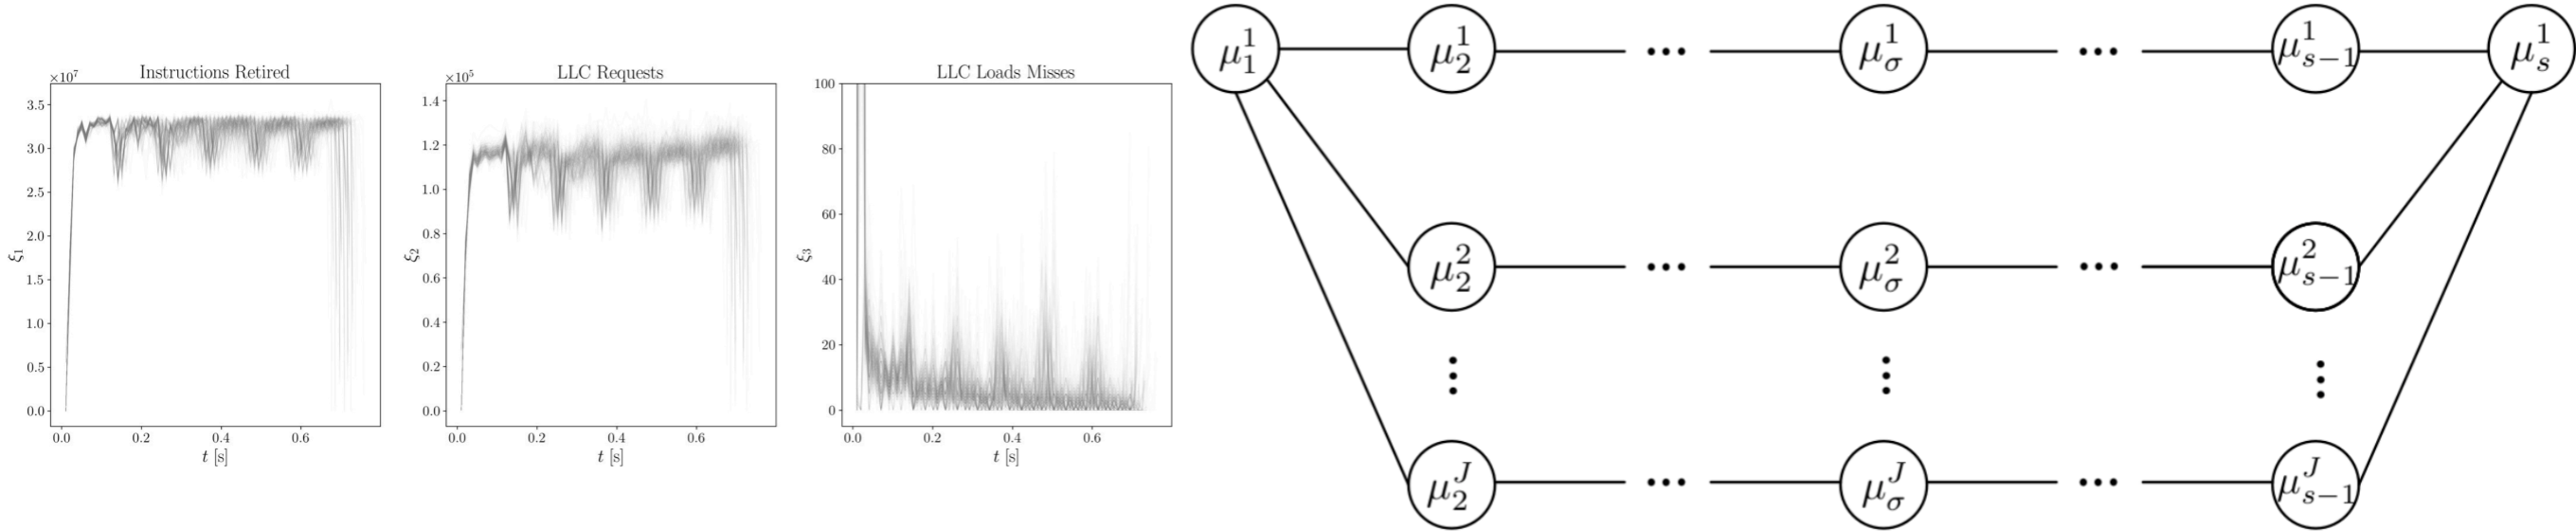 Instructions Retired
×10⁷
3.5
3.0
2.5
2.0
1.5
1.0
0.5
0.0
ξ₁
0.0 0.2 0.4 0.6
t [s]
LLC Requests
×10⁵
1.4
1.2
1.0
0.8
0.6
0.4
0.2
0.0
ξ₂
0.0 0.2 0.4 0.6
t [s]
LLC Loads Misses
100
80
60
40
20
0
ξ₃
0.0 0.2 0.4 0.6
t [s]
μ₁¹ μ₂¹ ... μ_σ¹ ... μ_{s−1}¹ μ_s¹
μ₂² ... μ_σ² ... μ_{s−1}²
μ₂ᴶ ... μ_σᴶ ... μ_{s−1}ᴶ